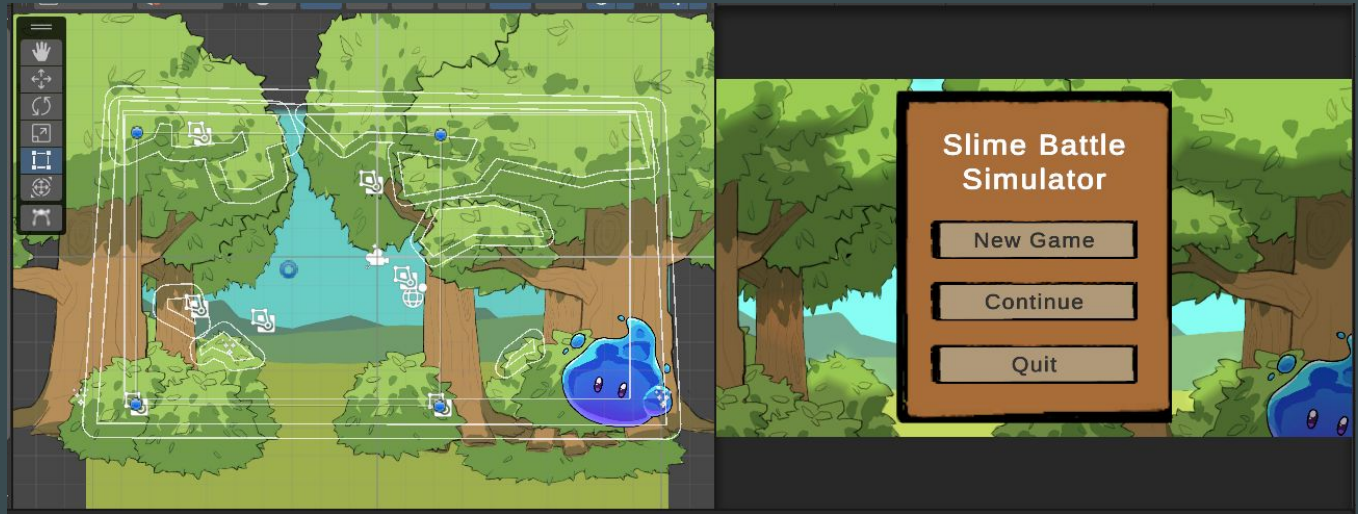 Slime Battle
Simulator
New Game
Continue
Quit